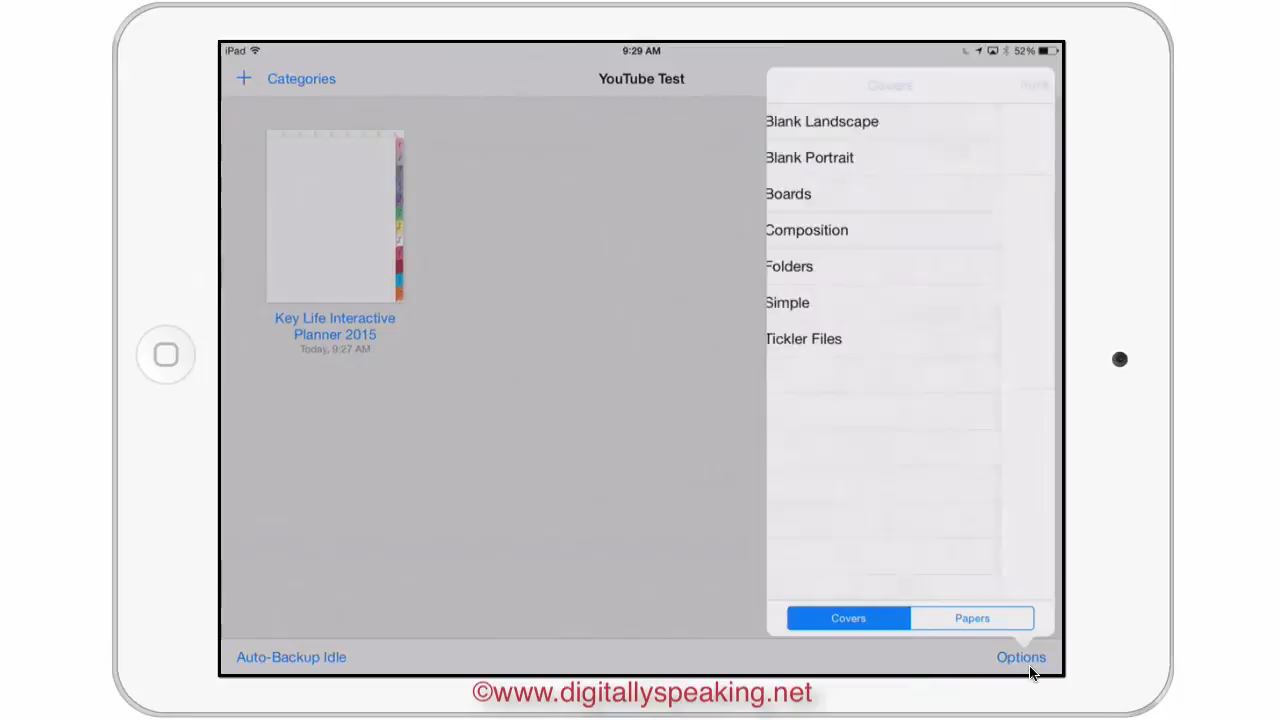 iPad 9:29 AM 52%
Categories YouTube Test Covers
Blank Landscape
Blank Portrait
Boards
Composition
Folders
Simple
Tickler Files
Key Life Interactive
Planner 2015
Today, 9:27 AM
Covers Papers
Auto-Backup Idle Options
©www.digitallyspeaking.net